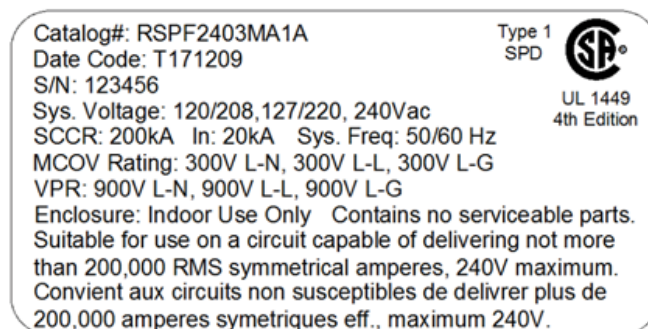 Catalog#: RSPF2403MA1A
Type 1
SPD
SA
Date Code: T171209
S/N: 123456
Sys. Voltage: 120/208,127/220, 240Vac
UL 1449
4th Edition
SCCR: 200kA In: 20kA Sys. Freq: 50/60 Hz
MCOV Rating: 300V L-N, 300V L-L, 300V L-G
VPR: 900V L-N, 900V L-L, 900V L-G
Enclosure: Indoor Use Only Contains no serviceable parts.
Suitable for use on a circuit capable of delivering not more
than 200,000 RMS symmetrical amperes, 240V maximum.
Convient aux circuits non susceptibles de delivrer plus de
200,000 amperes symetriques eff., maximum 240V.